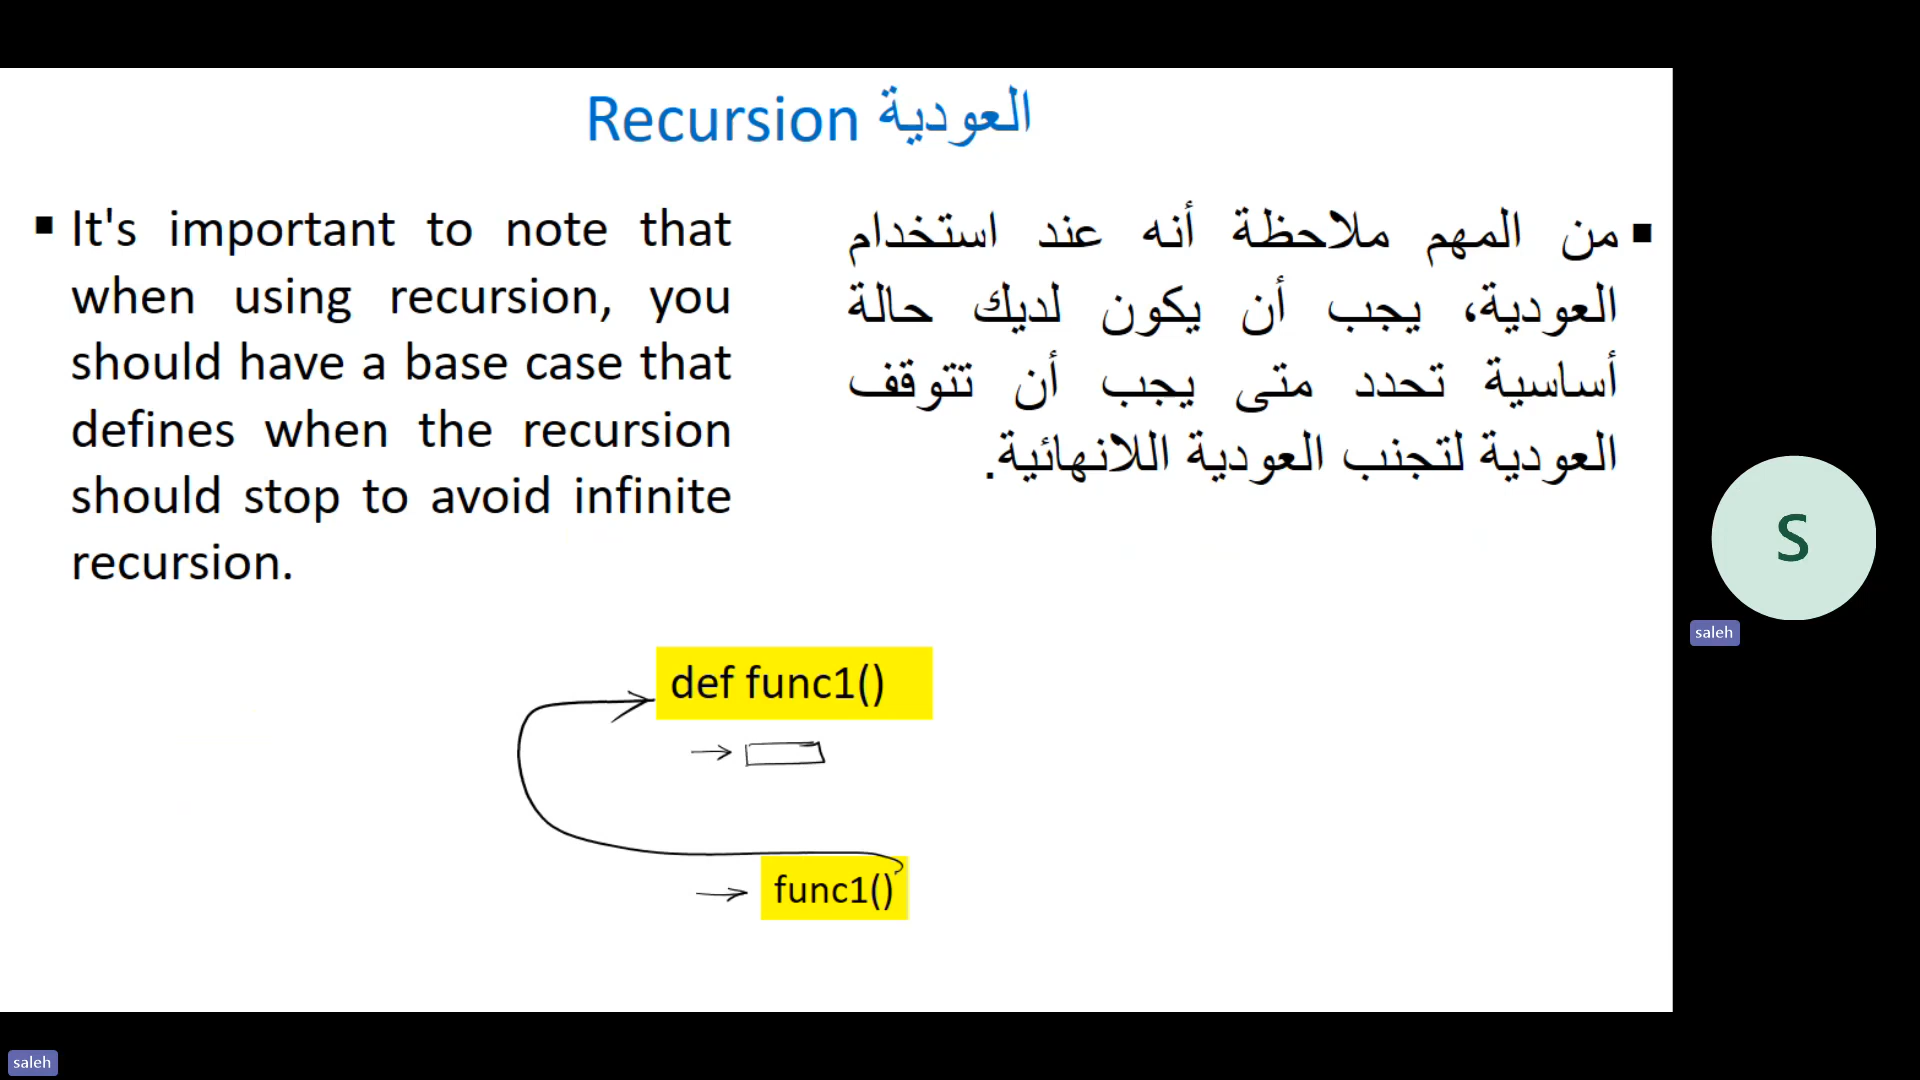 Recursion العودية
▪ It's important to note that
when using recursion, you
should have a base case that
defines when the recursion
should stop to avoid infinite
recursion.
▪ من المهم ملاحظة أنه عند استخدام
العودية، يجب أن يكون لديك حالة
أساسية تحدد متى يجب أن تتوقف
العودية لتجنب العودية اللانهائية.
def func1()
func1()
S
saleh
saleh